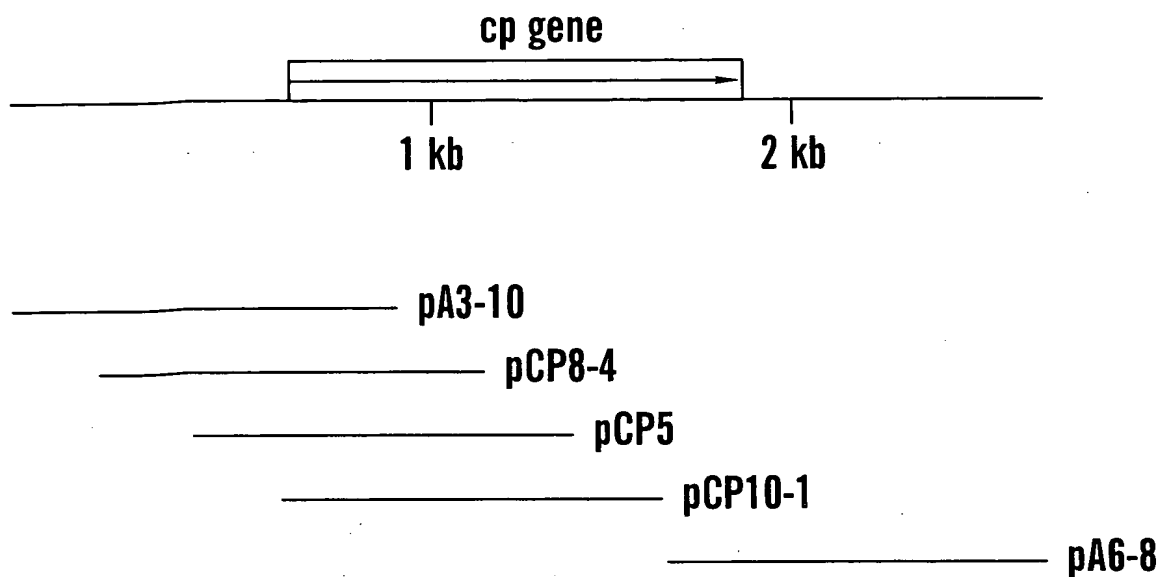 cp gene
1 kb
2 kb
pA3-10
pCP8-4
pCP5
pCP10-1
pA6-8